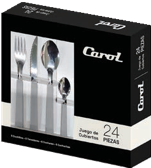 Carol
Juego de
Cubiertos
24
PIEZAS